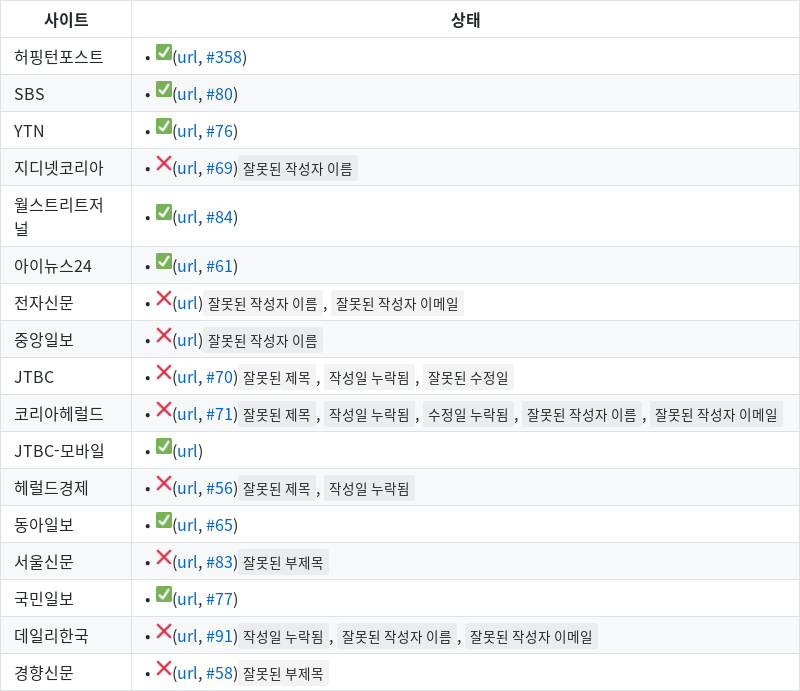 사이트 상태
허핑턴포스트 • ✅(url, #358)
SBS • ✅(url, #80)
YTN • ✅(url, #76)
지디넷코리아 • ❌(url, #69) 잘못된 작성자 이름
월스트리트저
널 • ✅(url, #84)
아이뉴스24 • ✅(url, #61)
전자신문 • ❌(url) 잘못된 작성자 이름 , 잘못된 작성자 이메일
중앙일보 • ❌(url) 잘못된 작성자 이름
JTBC • ❌(url, #70) 잘못된 제목 , 작성일 누락됨 , 잘못된 수정일
코리아헤럴드 • ❌(url, #71) 잘못된 제목 , 작성일 누락됨 , 수정일 누락됨 , 잘못된 작성자 이름 , 잘못된 작성자 이메일
JTBC-모바일 • ✅(url)
헤럴드경제 • ❌(url, #56) 잘못된 제목 , 작성일 누락됨
동아일보 • ✅(url, #65)
서울신문 • ❌(url, #83) 잘못된 부제목
국민일보 • ✅(url, #77)
데일리한국 • ❌(url, #91) 작성일 누락됨 , 잘못된 작성자 이름 , 잘못된 작성자 이메일
경향신문 • ❌(url, #58) 잘못된 부제목